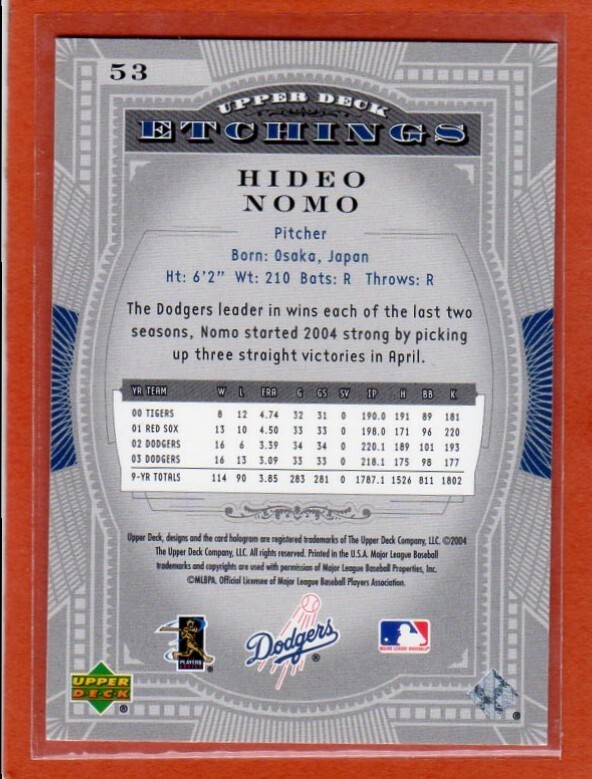 53
UPPER DECK
ETCHINGS
HIDEO
NOMO
Pitcher
Born: Osaka, Japan
Ht: 6'2" Wt: 210 Bats: R Throws: R
The Dodgers leader in wins each of the last two
seasons, Nomo started 2004 strong by picking
up three straight victories in April.
YR TEAM W L ERA G GS SV IP H BB K
00 TIGERS 8 12 4.74 32 31 0 190.0 191 89 181
01 RED SOX 13 10 4.50 33 33 0 198.0 171 96 220
02 DODGERS 16 6 3.39 34 34 0 220.1 189 101 193
03 DODGERS 16 13 3.09 33 33 0 218.1 175 98 177
9-YR TOTALS 114 90 3.85 283 281 0 1787.1 1526 811 1802
Upper Deck, designs and the card hologram are registered trademarks of The Upper Deck Company, LLC. ©2004
The Upper Deck Company, LLC. All rights reserved. Printed in the U.S.A. Major League Baseball
trademarks and copyrights are used with permission of Major League Baseball Properties, Inc.
©MLBPA. Official Licensee of Major League Baseball Players Association.
PLAYERS
Dodgers ®
MAJOR LEAGUE BASEBALL
UPPER
DECK ®